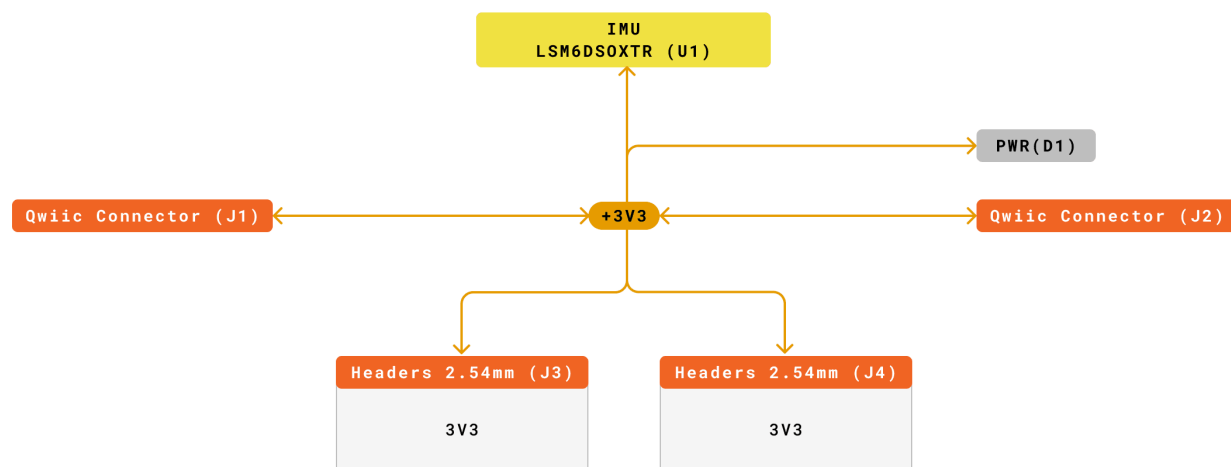 IMU
LSM6DSOXTR (U1)
PWR(D1)
Qwiic Connector (J1)
+3V3
Qwiic Connector (J2)
Headers 2.54mm (J3)
Headers 2.54mm (J4)
3V3
3V3